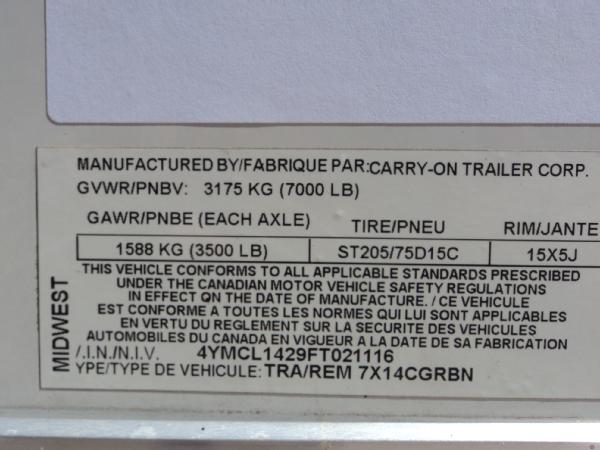 MANUFACTURED BY/FABRIQUE PAR:CARRY-ON TRAILER CORP.
GVWR/PNBV: 3175 KG (7000 LB)
GAWR/PNBE (EACH AXLE) TIRE/PNEU RIM/JANTE
1588 KG (3500 LB) ST205/75D15C 15X5J
THIS VEHICLE CONFORMS TO ALL APPLICABLE STANDARDS PRESCRIBED
UNDER THE CANADIAN MOTOR VEHICLE SAFETY REGULATIONS
IN EFFECT ON THE DATE OF MANUFACTURE. / CE VEHICULE
EST CONFORME A TOUTES LES NORMES QUI LUI SONT APPLICABLES
EN VERTU DU REGLEMENT SUR LA SECURITE DES VEHICULES
AUTOMOBILES DU CANADA EN VIGUEUR A LA DATE DE SA FABRICATION
/.I.N./N.I.V. 4YMCL1429FT021116
YPE/TYPE DE VEHICULE: TRA/REM 7X14CGRBN
MIDWEST